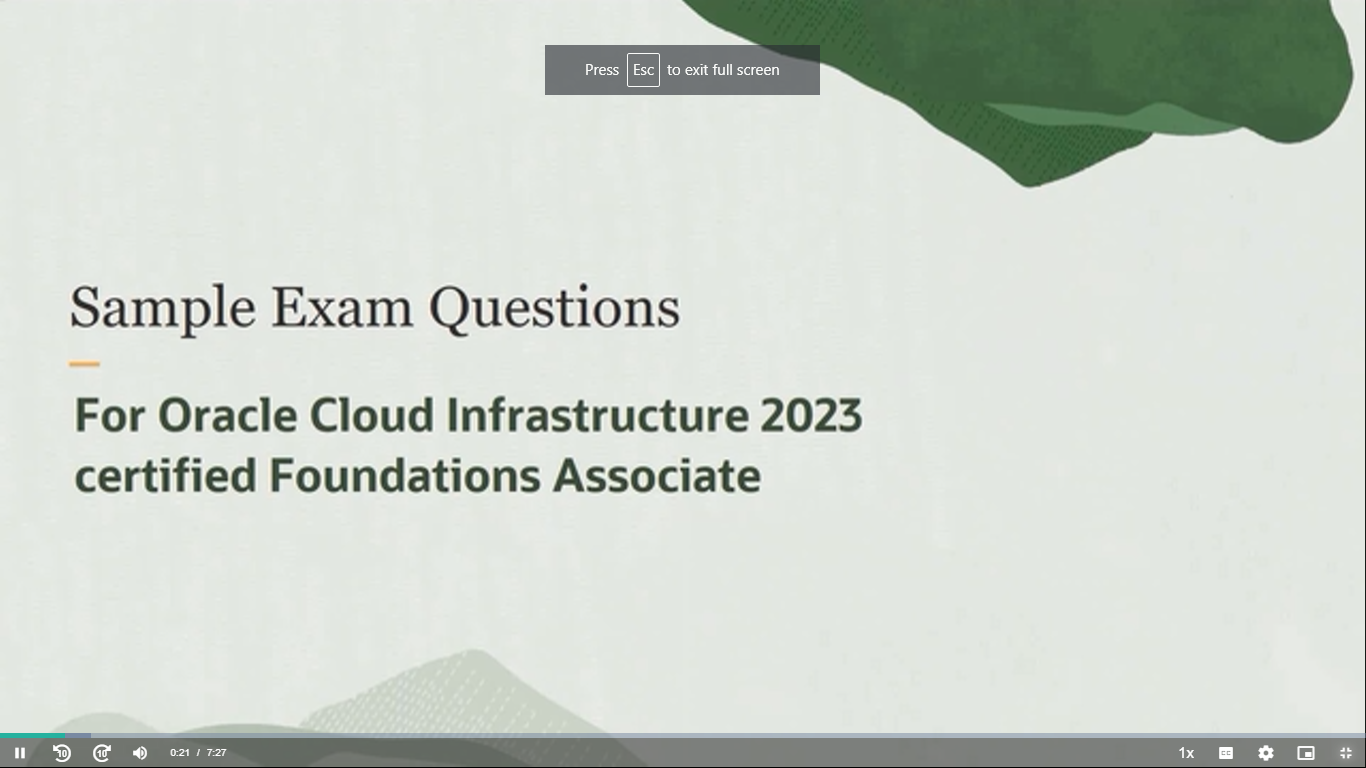 Press Esc to exit full screen
Sample Exam Questions
For Oracle Cloud Infrastructure 2023
certified Foundations Associate
10 10 0:21 / 7:27 1x CC